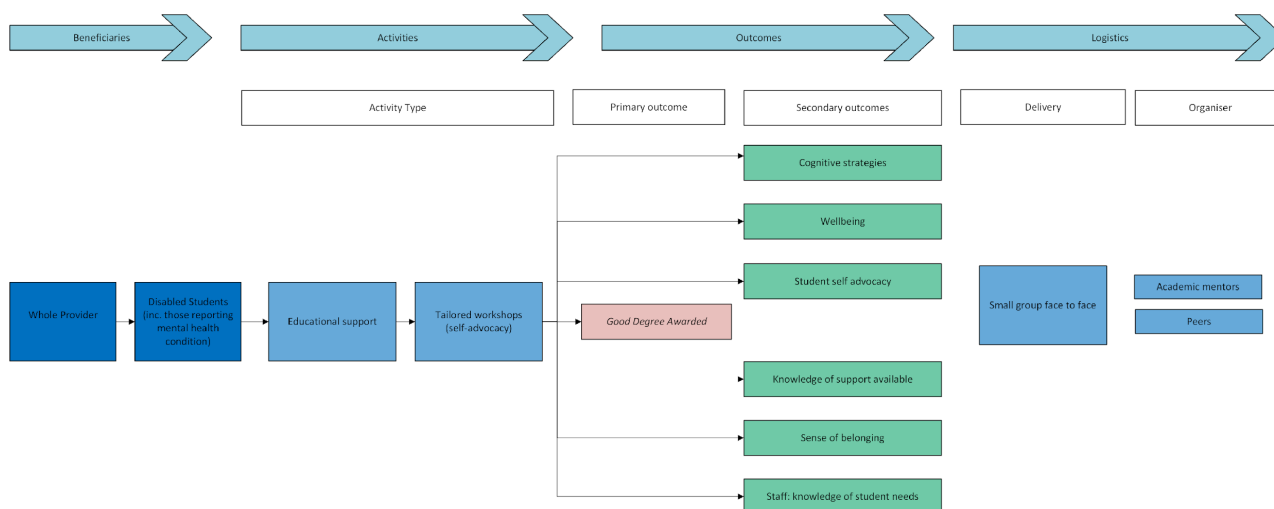 Beneficiaries
Activities
Outcomes
Logistics
Activity Type
Primary outcome
Secondary outcomes
Delivery
Organiser
Cognitive strategies
Wellbeing
Student self advocacy
Whole Provider
Disabled Students
(inc. those reporting
mental health
condition)
Educational support
Tailored workshops
(self-advocacy)
Good Degree Awarded
Small group face to face
Academic mentors
Peers
Knowledge of support available
Sense of belonging
Staff: knowledge of student needs